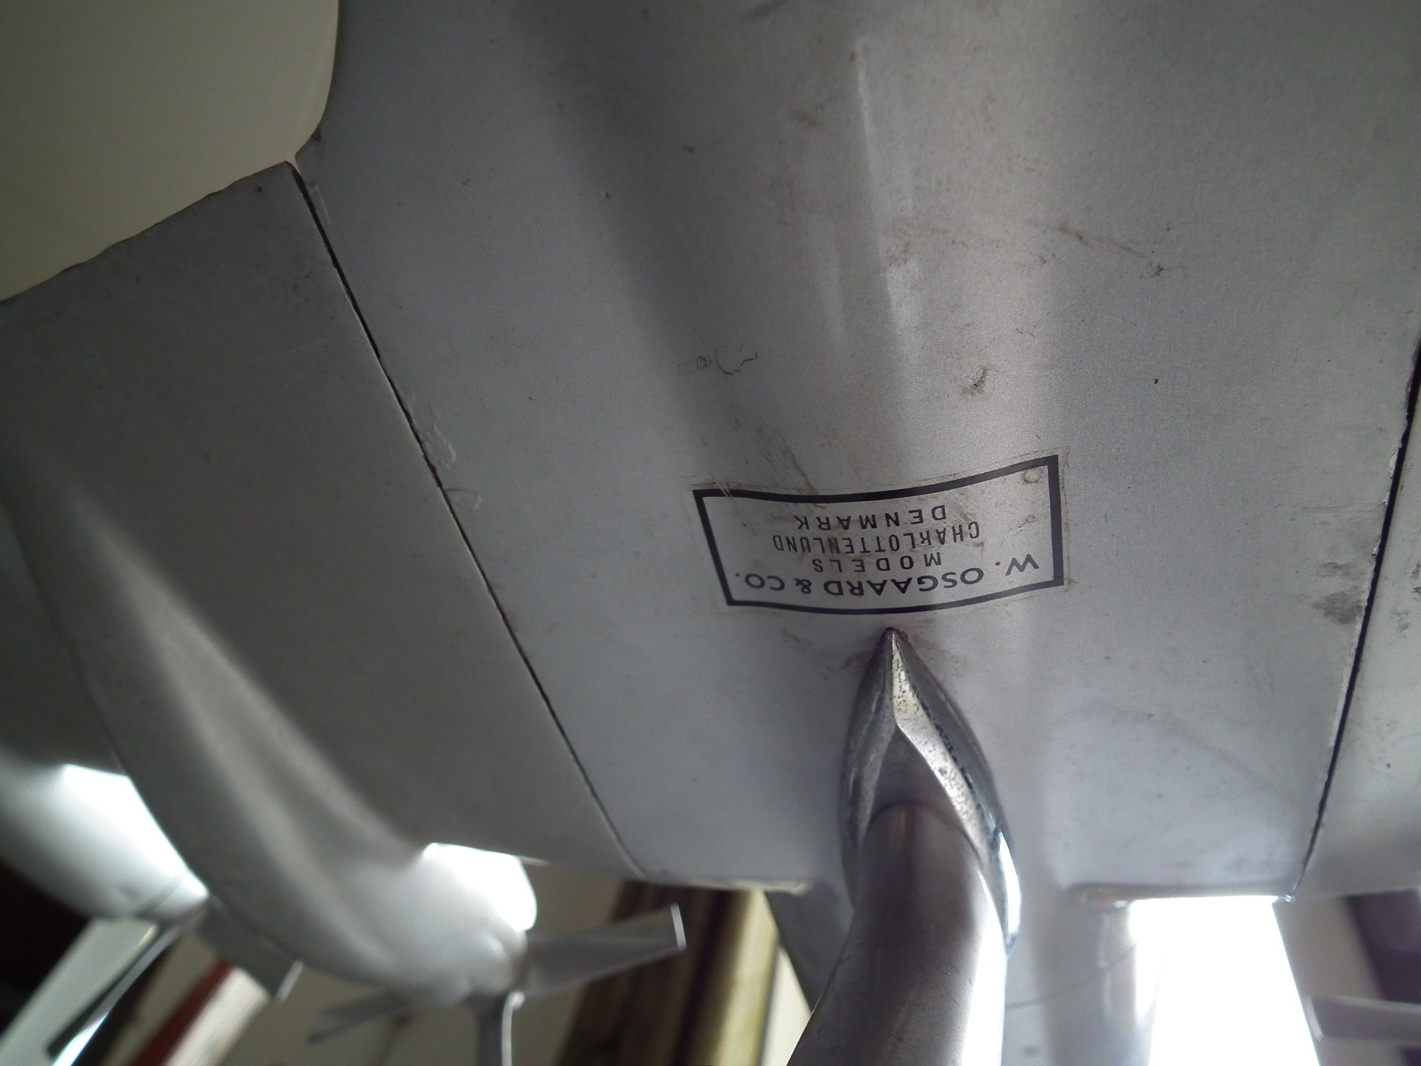 W. OSGAARD & CO.
MODELS
CHARLOTTENLUND
DENMARK